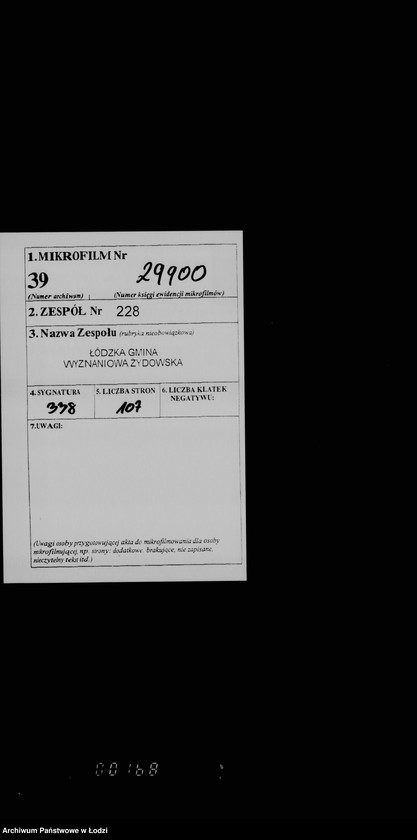 1. MIKROFILM Nr
39 29900
(Numer archiwum) (Numer księgi ewidencji mikrofilmów)
2. ZESPÓŁ Nr 228
3. Nazwa Zespołu (rubryka nieobowiązkowa)
ŁÓDZKA GMINA
WYZNANIOWA ŻYDOWSKA
4. SYGNATURA 5. LICZBA STRON 6. LICZBA KLATEK
NEGATYWU:
338 107
7.UWAGI:
(Uwagi osoby przygotowującej akta do mikrofilmowania dla osoby
mikrofilmującej, np. strony: dodatkowe, brakujące, nie zapisane,
nieczytelny tekst itd.)
00168
Archiwum Państwowe w Łodzi